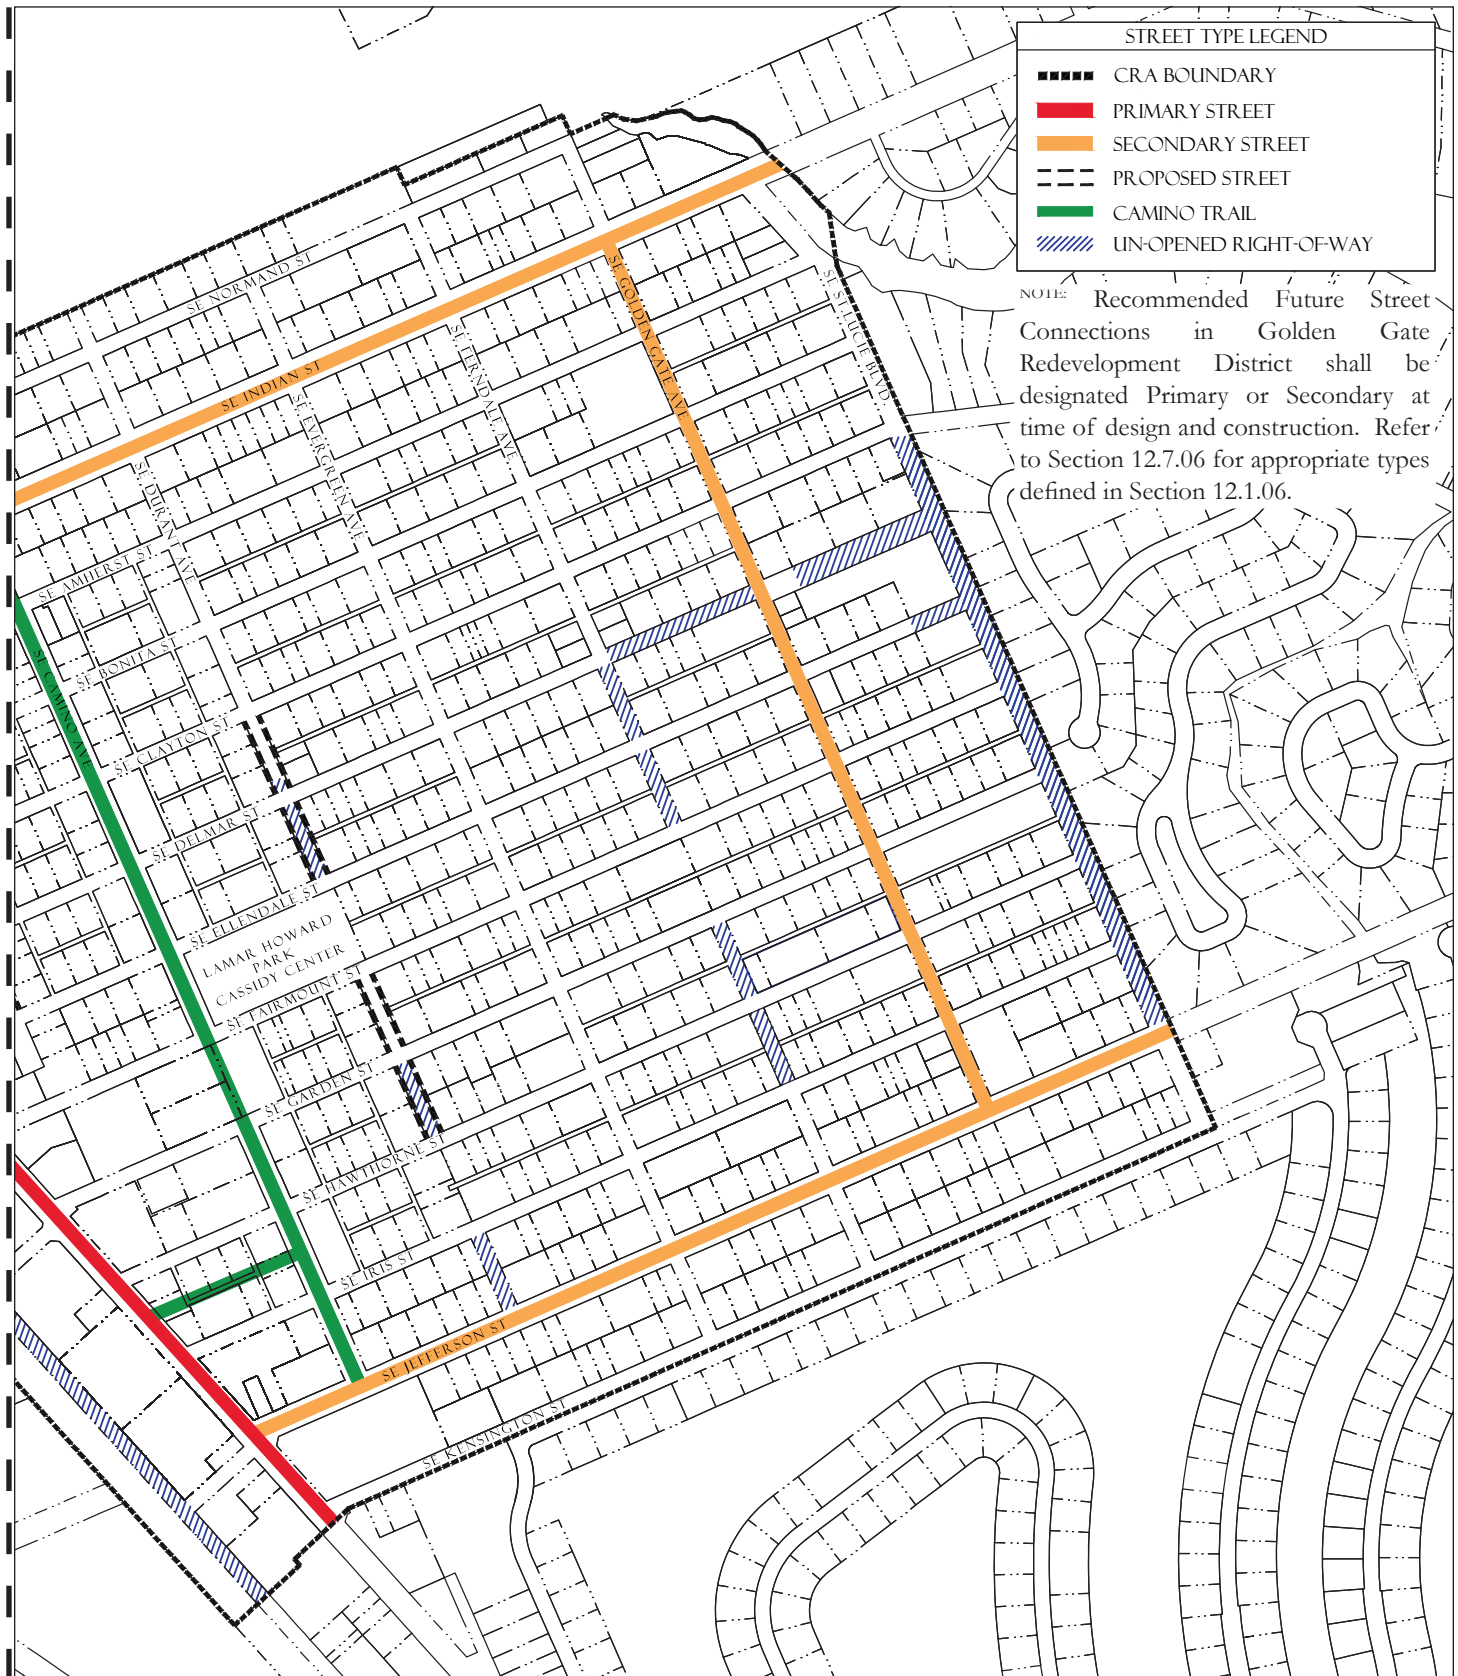 STREET TYPE LEGEND
CRA BOUNDARY
PRIMARY STREET
SECONDARY STREET
PROPOSED STREET
CAMINO TRAIL
UN-OPENED RIGHT-OF-WAY
NOTE: Recommended Future Street
Connections in Golden Gate
Redevelopment District shall be
designated Primary or Secondary at
time of design and construction. Refer
to Section 12.7.06 for appropriate types
defined in Section 12.1.06.
SE NORMAND ST
SE INDIAN ST
SE GOLDEN GATE AVE
SE ST LUCIE BLVD
SE FERNDALE AVE
SE EVERGREEN AVE
SE DURANT AVE
SE AMHERST ST
SE BONITA ST
SE CAMINO AVE
SE CLAYTON ST
SE DELMAR ST
SE ELLENDALE ST
LAMAR HOWARD
PARK
CASSIDY CENTER
SE FAIRMOUNT ST
SE GARDEN ST
SE HAWTHORNE ST
SE IRIS ST
SE JEFFERSON ST
SE KENSINGTON ST